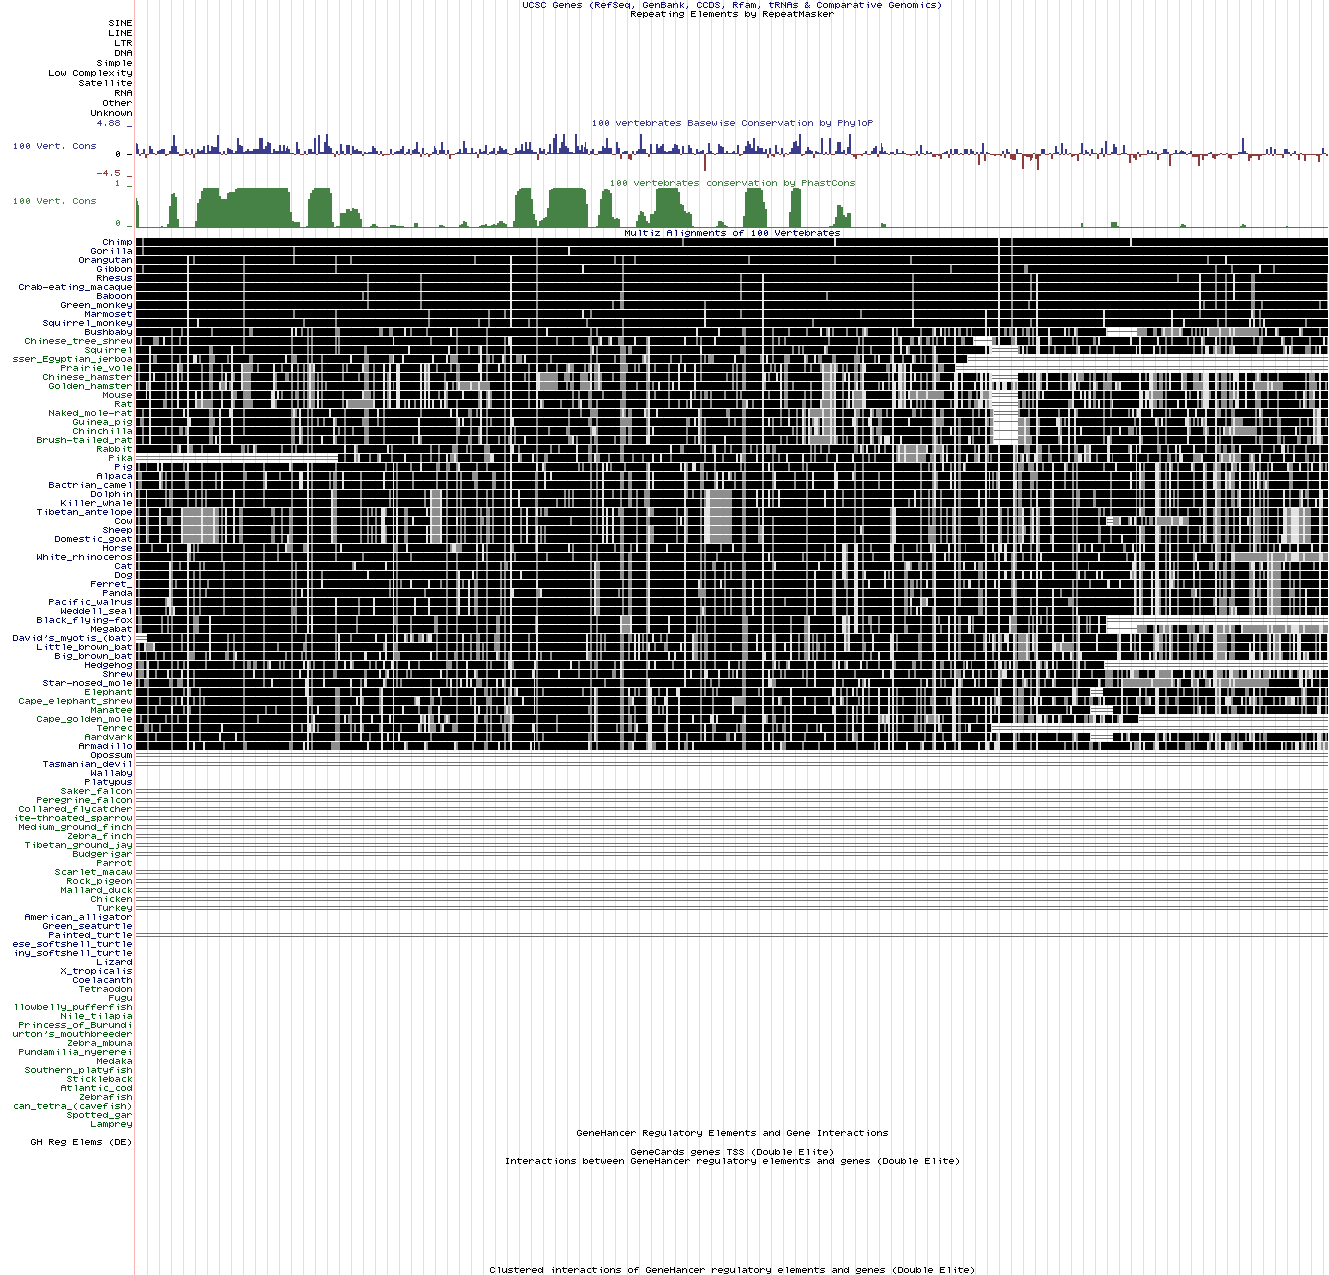 UCSC Genes (RefSeq, GenBank, CCDS, Rfam, tRNAs & Comparative Genomics)
Repeating Elements by RepeatMasker
SINE
LINE
LTR
DNA
Simple
Low Complexity
Satellite
RNA
Other
Unknown
100 vertebrates Basewise Conservation by PhyloP
4.88 _
100 Vert. Cons
0 _
-4.5 _
100 vertebrates conservation by PhastCons
1 _
100 Vert. Cons
0 _
Multiz Alignments of 100 Vertebrates
Chimp
Gorilla
Orangutan
Gibbon
Rhesus
Crab-eating_macaque
Baboon
Green_monkey
Marmoset
Squirrel_monkey
Bushbaby
Chinese_tree_shrew
Squirrel
sser_Egyptian_jerboa
Prairie_vole
Chinese_hamster
Golden_hamster
Mouse
Rat
Naked_mole-rat
Guinea_pig
Chinchilla
Brush-tailed_rat
Rabbit
Pika
Pig
Alpaca
Bactrian_camel
Dolphin
Killer_whale
Tibetan_antelope
Cow
Sheep
Domestic_goat
Horse
White_rhinoceros
Cat
Dog
Ferret_
Panda
Pacific_walrus
Weddell_seal
Black_flying-fox
Megabat
David's_myotis_(bat)
Little_brown_bat
Big_brown_bat
Hedgehog
Shrew
Star-nosed_mole
Elephant
Cape_elephant_shrew
Manatee
Cape_golden_mole
Tenrec
Aardvark
Armadillo
Opossum
Tasmanian_devil
Wallaby
Platypus
Saker_falcon
Peregrine_falcon
Collared_flycatcher
ite-throated_sparrow
Medium_ground_finch
Zebra_finch
Tibetan_ground_jay
Budgerigar
Parrot
Scarlet_macaw
Rock_pigeon
Mallard_duck
Chicken
Turkey
American_alligator
Green_seaturtle
Painted_turtle
ese_softshell_turtle
iny_softshell_turtle
Lizard
X_tropicalis
Coelacanth
Tetraodon
Fugu
llowbelly_pufferfish
Nile_tilapia
Princess_of_Burundi
urton's_mouthbreeder
Zebra_mbuna
Pundamilia_nyererei
Medaka
Southern_platyfish
Stickleback
Atlantic_cod
Zebrafish
can_tetra_(cavefish)
Spotted_gar
Lamprey
GeneHancer Regulatory Elements and Gene Interactions
GH Reg Elems (DE)
GeneCards genes TSS (Double Elite)
Interactions between GeneHancer regulatory elements and genes (Double Elite)
Clustered interactions of GeneHancer regulatory elements and genes (Double Elite)